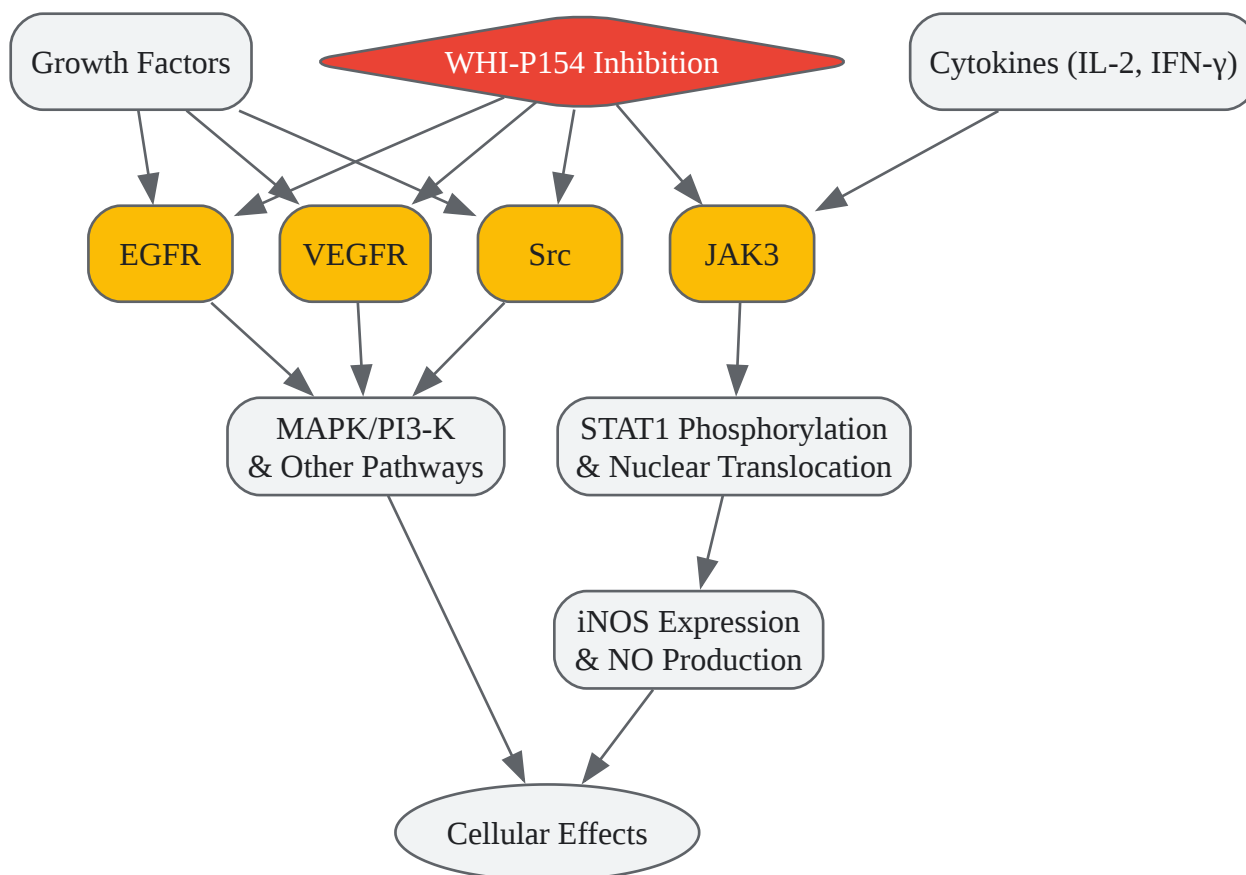 Growth Factors
WHI-P154 Inhibition
Cytokines (IL-2, IFN-γ)
EGFR
VEGFR
Src
JAK3
MAPK/PI3-K
& Other Pathways
STAT1 Phosphorylation
& Nuclear Translocation
iNOS Expression
& NO Production
Cellular Effects